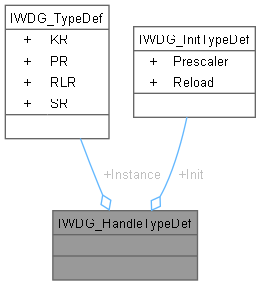 IWDG_TypeDef
+ KR
+ PR
+ RLR
+ SR
IWDG_InitTypeDef
+ Prescaler
+ Reload
+Instance
+Init
IWDG_HandleTypeDef